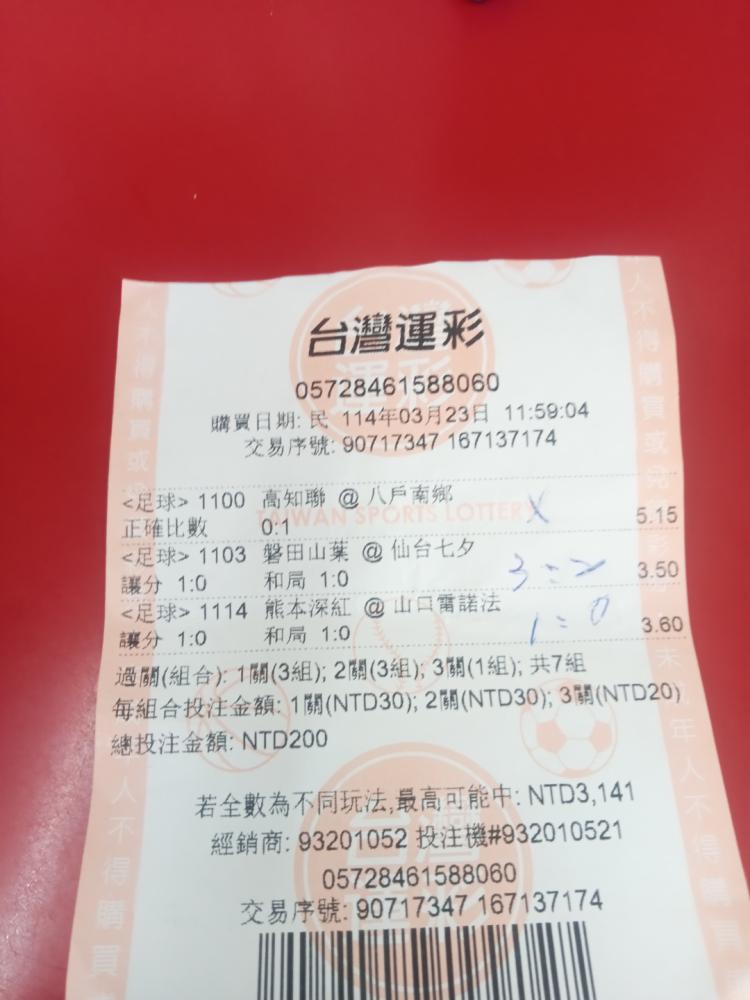 台灣運彩
05728461588060
購買日期: 民 114年03月23日 11:59:04
交易序號: 90717347 167137174
<足球> 1100 高知聯 @ 八戶南鄉
TAIWAN SPORTS LOTTERY
正確比數 0:1 X 5.15
<足球> 1103 磐田山葉 @ 仙台七夕
讓分 1:0 和局 1:0 3:2 3.50
<足球> 1114 熊本深紅 @ 山口雷諾法
讓分 1:0 和局 1:0 1:0 3.60
過關(組合): 1關(3組); 2關(3組); 3關(1組); 共7組
每組合投注金額: 1關(NTD30); 2關(NTD30); 3關(NTD20)
總投注金額: NTD200
若全數為不同玩法,最高可能中: NTD3,141
經銷商: 93201052 投注機#932010521
05728461588060
交易序號: 90717347 167137174